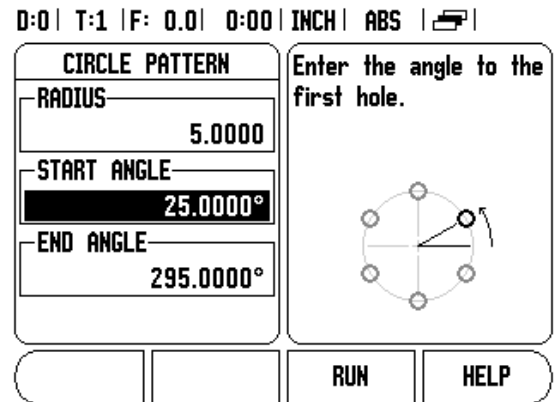 D:0| T:1 |F: 0.0| 0:00| INCH| ABS |
CIRCLE PATTERN
RADIUS
5.0000
START ANGLE
25.0000°
END ANGLE
295.0000°
Enter the angle to the
first hole.
RUN
HELP